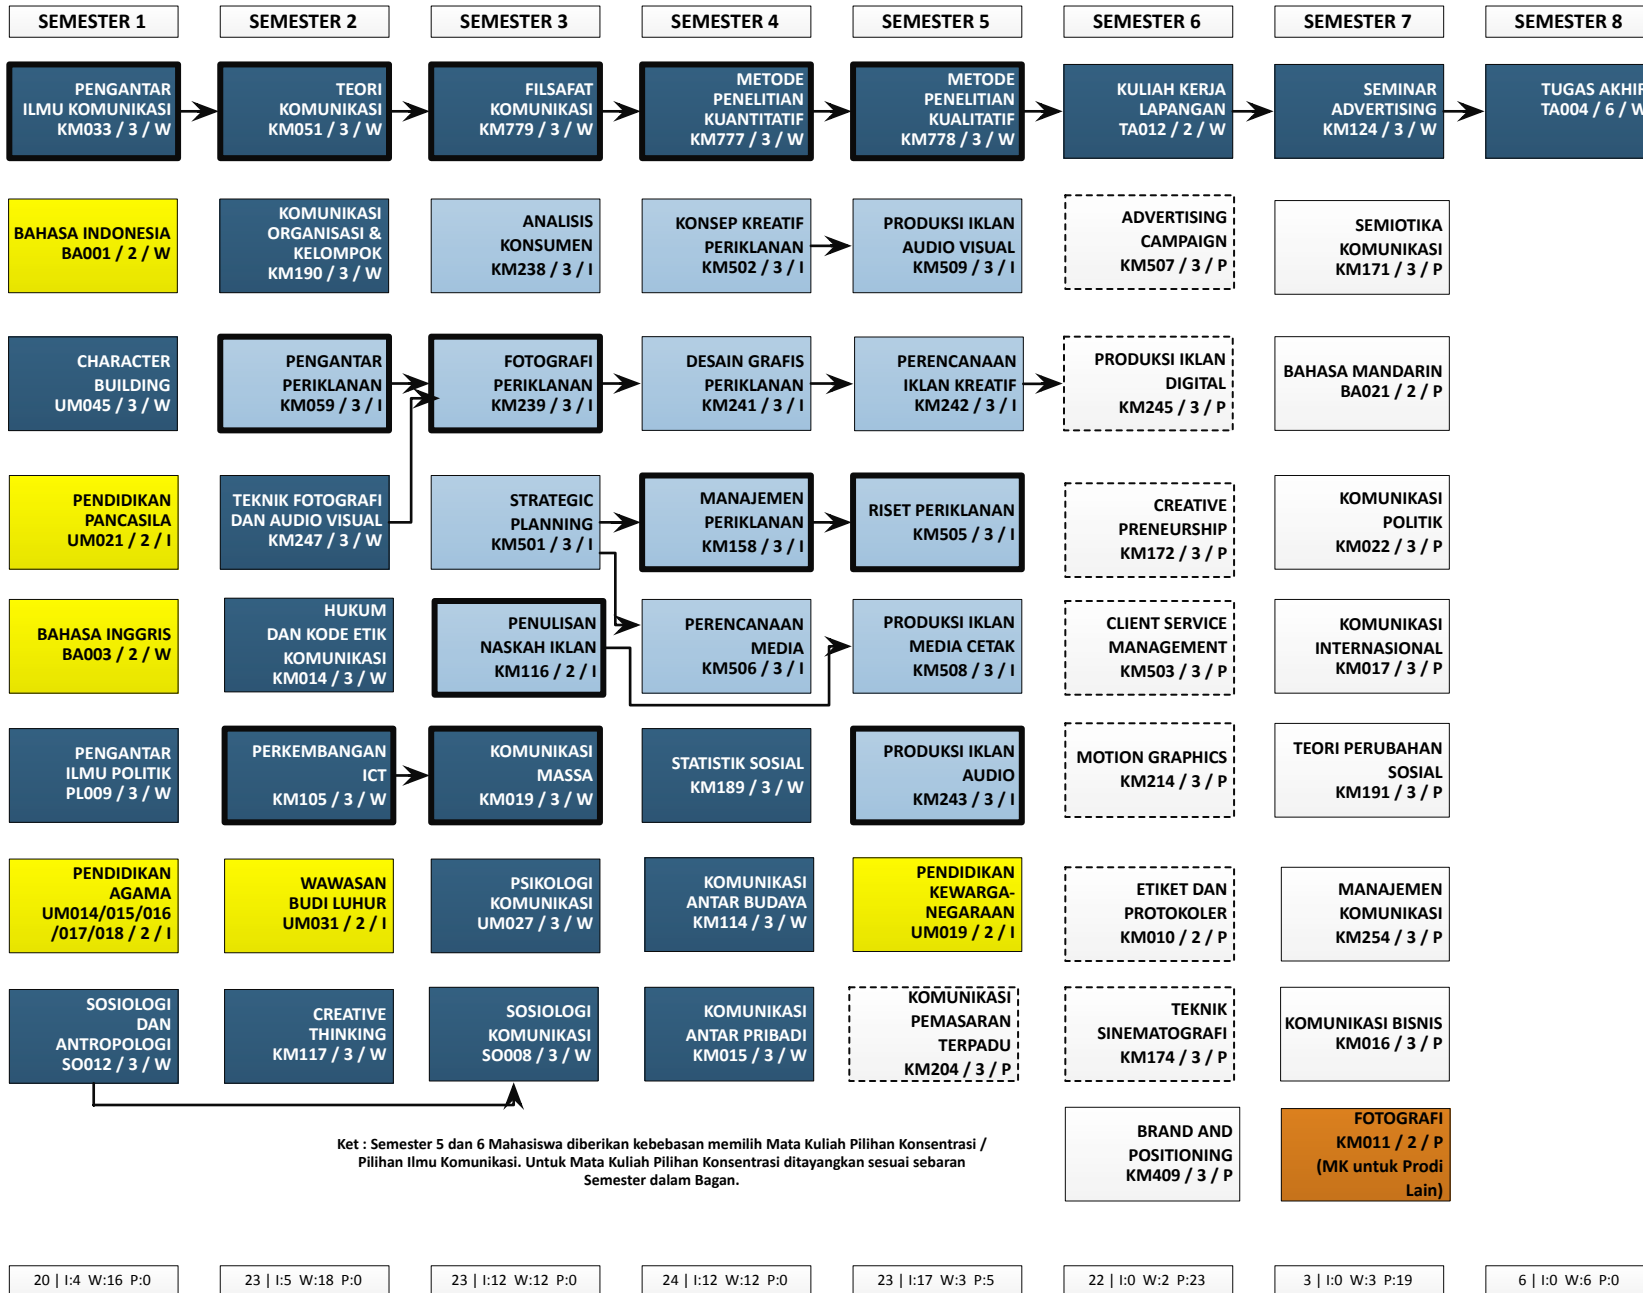 SEMESTER 1
SEMESTER 2
SEMESTER 3
SEMESTER 4
SEMESTER 5
SEMESTER 6
SEMESTER 7
SEMESTER 8
PENGANTAR
ILMU KOMUNIKASI
KM033 / 3 / W
TEORI
KOMUNIKASI
KM051 / 3 / W
FILSAFAT
KOMUNIKASI
KM779 / 3 / W
METODE
PENELITIAN
KUANTITATIF
KM777 / 3 / W
METODE
PENELITIAN
KUALITATIF
KM778 / 3 / W
KULIAH KERJA
LAPANGAN
TA012 / 2 / W
SEMINAR
ADVERTISING
KM124 / 3 / W
TUGAS AKHIR
TA004 / 6 / W
BAHASA INDONESIA
BA001 / 2 / W
KOMUNIKASI
ORGANISASI &
KELOMPOK
KM190 / 3 / W
ANALISIS
KONSUMEN
KM238 / 3 / I
KONSEP KREATIF
PERIKLANAN
KM502 / 3 / I
PRODUKSI IKLAN
AUDIO VISUAL
KM509 / 3 / I
ADVERTISING
CAMPAIGN
KM507 / 3 / P
SEMIOTIKA
KOMUNIKASI
KM171 / 3 / P
CHARACTER
BUILDING
UM045 / 3 / W
PENGANTAR
PERIKLANAN
KM059 / 3 / I
FOTOGRAFI
PERIKLANAN
KM239 / 3 / I
DESAIN GRAFIS
PERIKLANAN
KM241 / 3 / I
PERENCANAAN
IKLAN KREATIF
KM242 / 3 / I
PRODUKSI IKLAN
DIGITAL
KM245 / 3 / P
BAHASA MANDARIN
BA021 / 2 / P
PENDIDIKAN
PANCASILA
UM021 / 2 / I
TEKNIK FOTOGRAFI
DAN AUDIO VISUAL
KM247 / 3 / W
STRATEGIC
PLANNING
KM501 / 3 / I
MANAJEMEN
PERIKLANAN
KM158 / 3 / I
RISET PERIKLANAN
KM505 / 3 / I
CREATIVE
PRENEURSHIP
KM172 / 3 / P
KOMUNIKASI
POLITIK
KM022 / 3 / P
BAHASA INGGRIS
BA003 / 2 / W
HUKUM
DAN KODE ETIK
KOMUNIKASI
KM014 / 3 / W
PENULISAN
NASKAH IKLAN
KM116 / 2 / I
PERENCANAAN
MEDIA
KM506 / 3 / I
PRODUKSI IKLAN
MEDIA CETAK
KM508 / 3 / I
CLIENT SERVICE
MANAGEMENT
KM503 / 3 / P
KOMUNIKASI
INTERNASIONAL
KM017 / 3 / P
PENGANTAR
ILMU POLITIK
PL009 / 3 / W
PERKEMBANGAN
ICT
KM105 / 3 / W
KOMUNIKASI
MASSA
KM019 / 3 / W
STATISTIK SOSIAL
KM189 / 3 / W
PRODUKSI IKLAN
AUDIO
KM243 / 3 / I
MOTION GRAPHICS
KM214 / 3 / P
TEORI PERUBAHAN
SOSIAL
KM191 / 3 / P
PENDIDIKAN
AGAMA
UM014/015/016
/017/018 / 2 / I
WAWASAN
BUDI LUHUR
UM031 / 2 / I
PSIKOLOGI
KOMUNIKASI
UM027 / 3 / W
KOMUNIKASI
ANTAR BUDAYA
KM114 / 3 / W
PENDIDIKAN
KEWARGA-
NEGARAAN
UM019 / 2 / I
ETIKET DAN
PROTOKOLER
KM010 / 2 / P
MANAJEMEN
KOMUNIKASI
KM254 / 3 / P
SOSIOLOGI
DAN
ANTROPOLOGI
SO012 / 3 / W
CREATIVE
THINKING
KM117 / 3 / W
SOSIOLOGI
KOMUNIKASI
SO008 / 3 / W
KOMUNIKASI
ANTAR PRIBADI
KM015 / 3 / W
KOMUNIKASI
PEMASARAN
TERPADU
KM204 / 3 / P
TEKNIK
SINEMATOGRAFI
KM174 / 3 / P
KOMUNIKASI BISNIS
KM016 / 3 / P
Ket : Semester 5 dan 6 Mahasiswa diberikan kebebasan memilih Mata Kuliah Pilihan Konsentrasi /
Pilihan Ilmu Komunikasi. Untuk Mata Kuliah Pilihan Konsentrasi ditayangkan sesuai sebaran
Semester dalam Bagan.
BRAND AND
POSITIONING
KM409 / 3 / P
FOTOGRAFI
KM011 / 2 / P
(MK untuk Prodi
Lain)
20 | I:4 W:16 P:0
23 | I:5 W:18 P:0
23 | I:12 W:12 P:0
24 | I:12 W:12 P:0
23 | I:17 W:3 P:5
22 | I:0 W:2 P:23
3 | I:0 W:3 P:19
6 | I:0 W:6 P:0